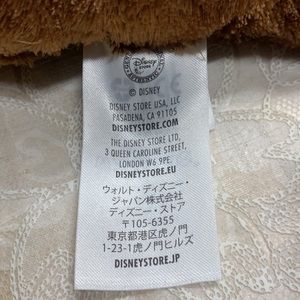 Disney
STORE
AUTHENTIC
© DISNEY
DISNEY STORE USA, LLC
PASADENA, CA 91105
DISNEYSTORE.COM
THE DISNEY STORE LTD.
3 QUEEN CAROLINE STREET,
LONDON W6 9PE.
DISNEYSTORE.EU
ウォルト・ディズニー・
ジャパン株式会社
ディズニー・ストア
〒105-6355
東京都港区虎ノ門
1-23-1虎ノ門ヒルズ
DISNEYSTORE.JP